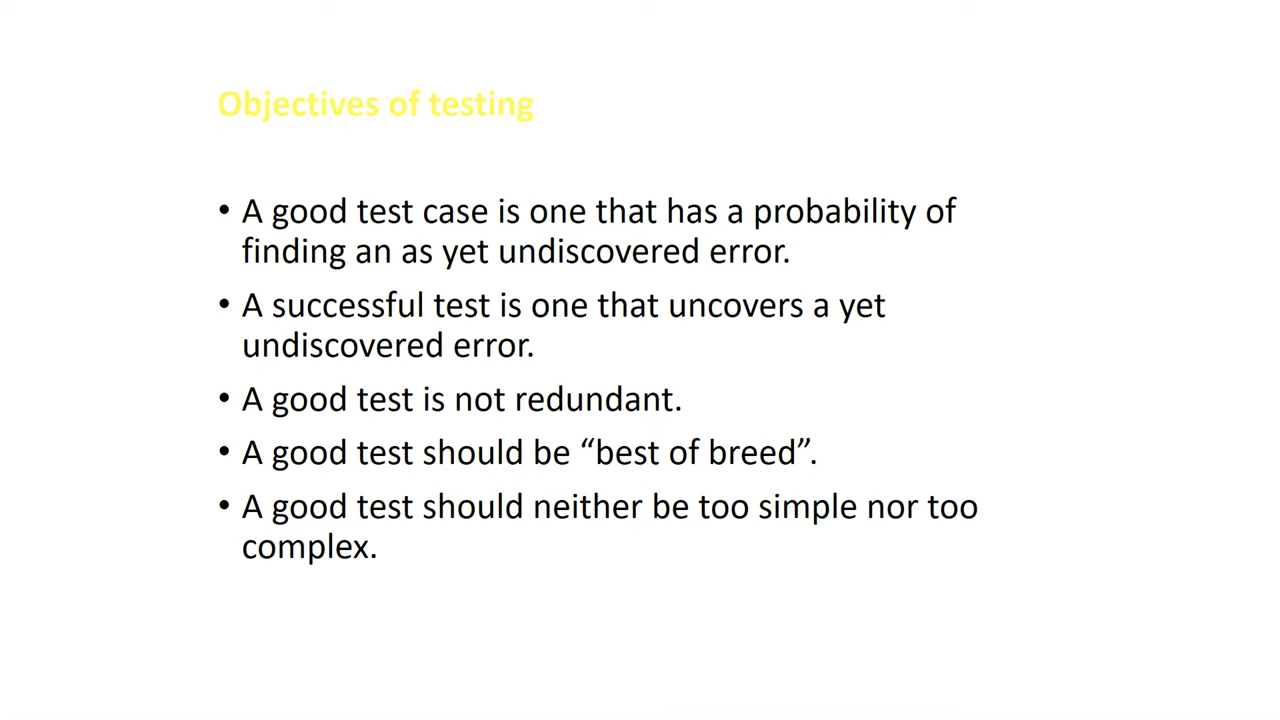 Objectives of testing
• A good test case is one that has a probability of
finding an as yet undiscovered error.
• A successful test is one that uncovers a yet
undiscovered error.
• A good test is not redundant.
• A good test should be “best of breed”.
• A good test should neither be too simple nor too
complex.